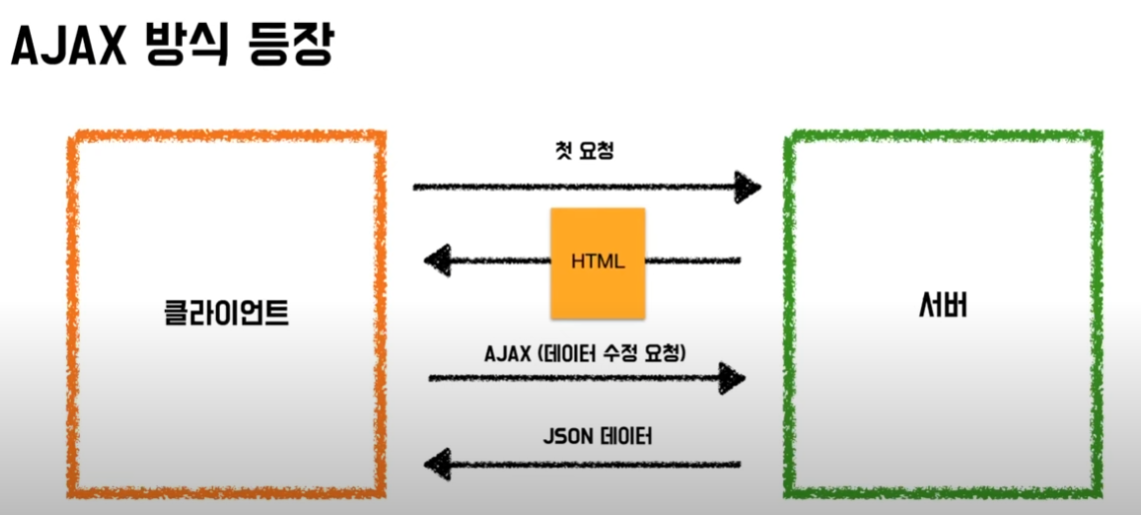 AJAX 방식 등장
첫 요청
HTML
클라이언트
서버
AJAX (데이터 수정 요청)
JSON 데이터